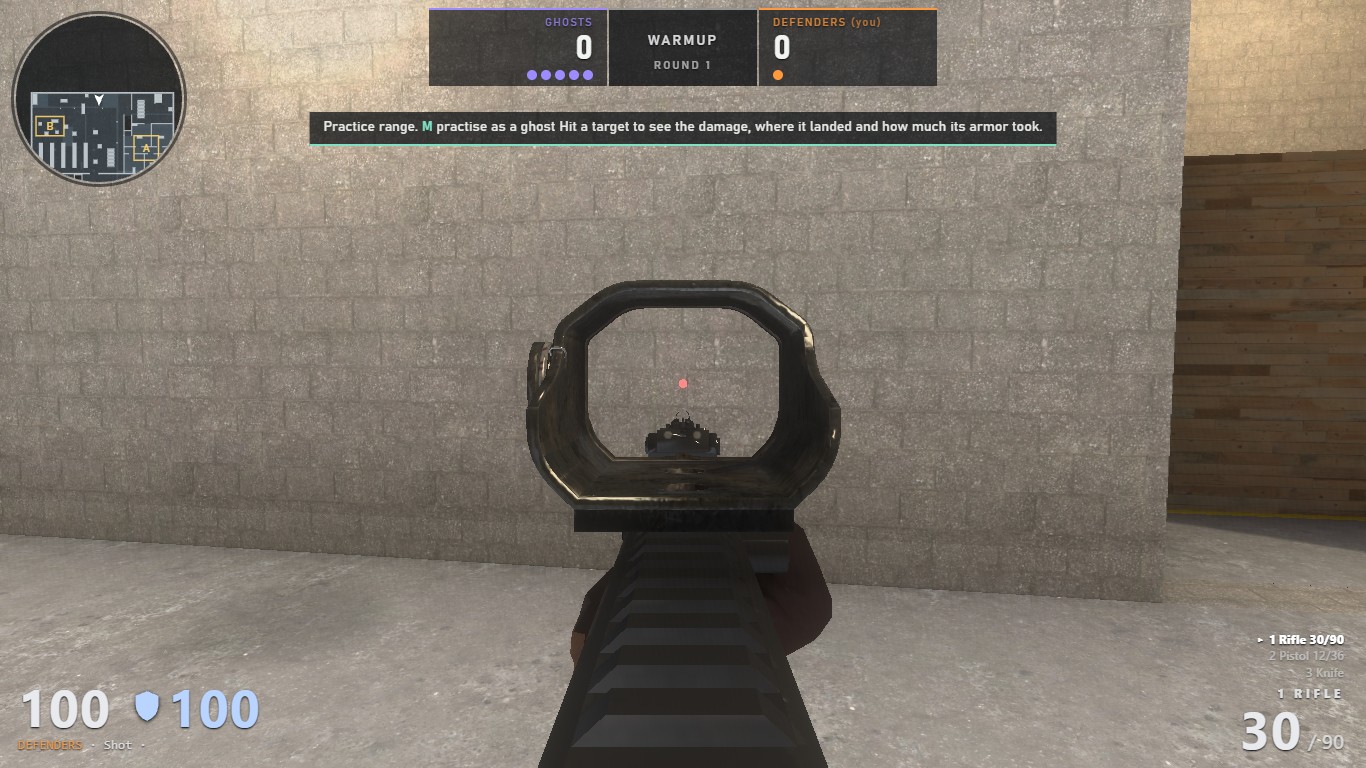 GHOSTS
0
WARMUP
ROUND 1
DEFENDERS (you)
0
Practice range. M practise as a ghost Hit a target to see the damage, where it landed and how much its armor took.
B
A
1 Rifle 30/90
2 Pistol 12/36
3 Knife
1 RIFLE
30 /90
100 100
DEFENDERS · Shot ·